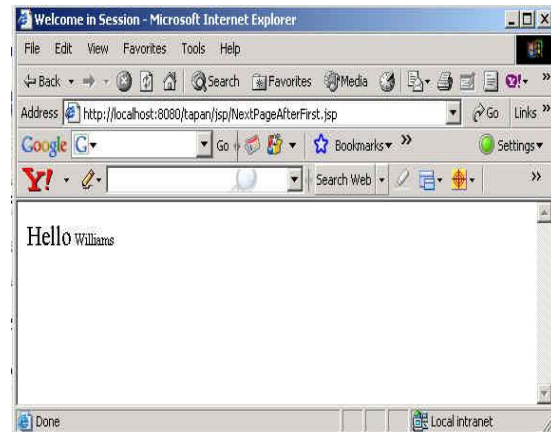 Welcome in Session - Microsoft Internet Explorer
File Edit View Favorites Tools Help
Back Search Favorites Media
Address http://localhost:8080/tapan/jsp/NextPageAfterFirst.jsp Go Links »
Google G Go Bookmarks » Settings
Y! Search Web »
Hello Williams
Done Local intranet